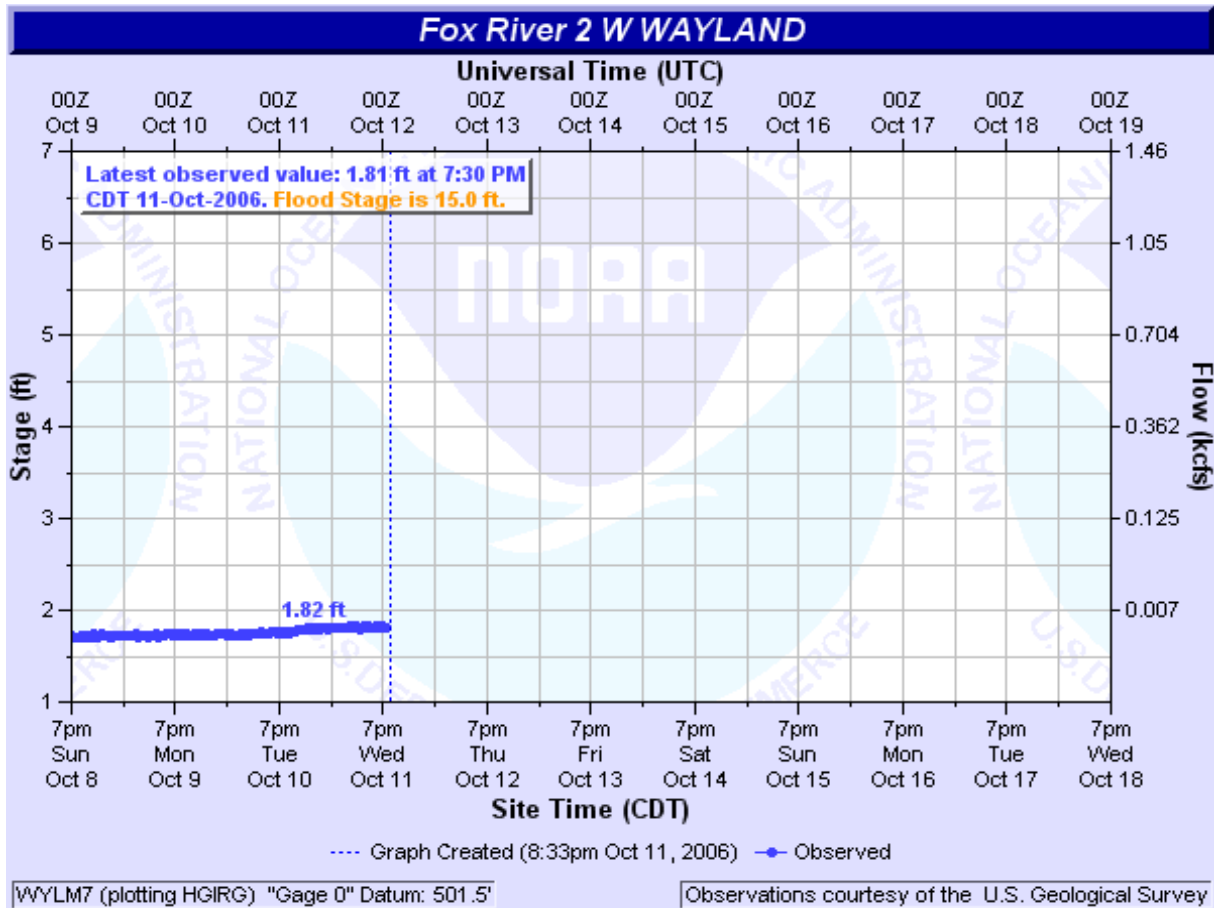 Fox River 2 W WAYLAND
Universal Time (UTC)
00Z 00Z 00Z 00Z 00Z 00Z 00Z 00Z 00Z 00Z 00Z
Oct 9 Oct 10 Oct 11 Oct 12 Oct 13 Oct 14 Oct 15 Oct 16 Oct 17 Oct 18 Oct 19
Latest observed value: 1.81 ft at 7:30 PM
CDT 11-Oct-2006. Flood Stage is 15.0 ft.
7 1.46
6 1.05
5 0.704
4 0.362
3 0.125
2 0.007
1
Stage (ft)
Flow (kcfs)
1.82 ft
NOAA
NATIONAL OCEANIC ADMINISTRATION
U.S. DE
MERCE
7pm 7pm 7pm 7pm 7pm 7pm 7pm 7pm 7pm 7pm 7pm
Sun Mon Tue Wed Thu Fri Sat Sun Mon Tue Wed
Oct 8 Oct 9 Oct 10 Oct 11 Oct 12 Oct 13 Oct 14 Oct 15 Oct 16 Oct 17 Oct 18
Site Time (CDT)
Graph Created (8:33pm Oct 11, 2006) Observed
WYLM7 (plotting HGIRG) "Gage 0" Datum: 501.5'
Observations courtesy of the U.S. Geological Survey